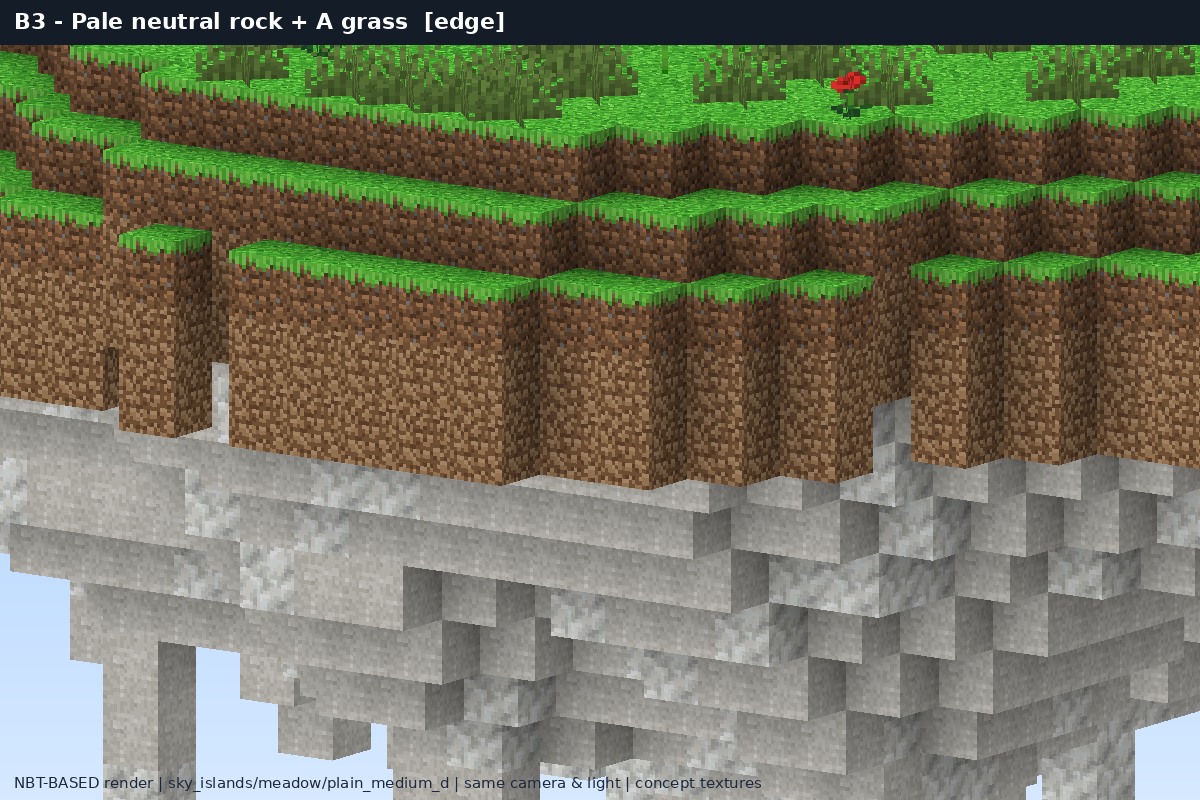 B3 - Pale neutral rock + A grass [edge]
NBT-BASED render | sky_islands/meadow/plain_medium_d | same camera & light | concept textures